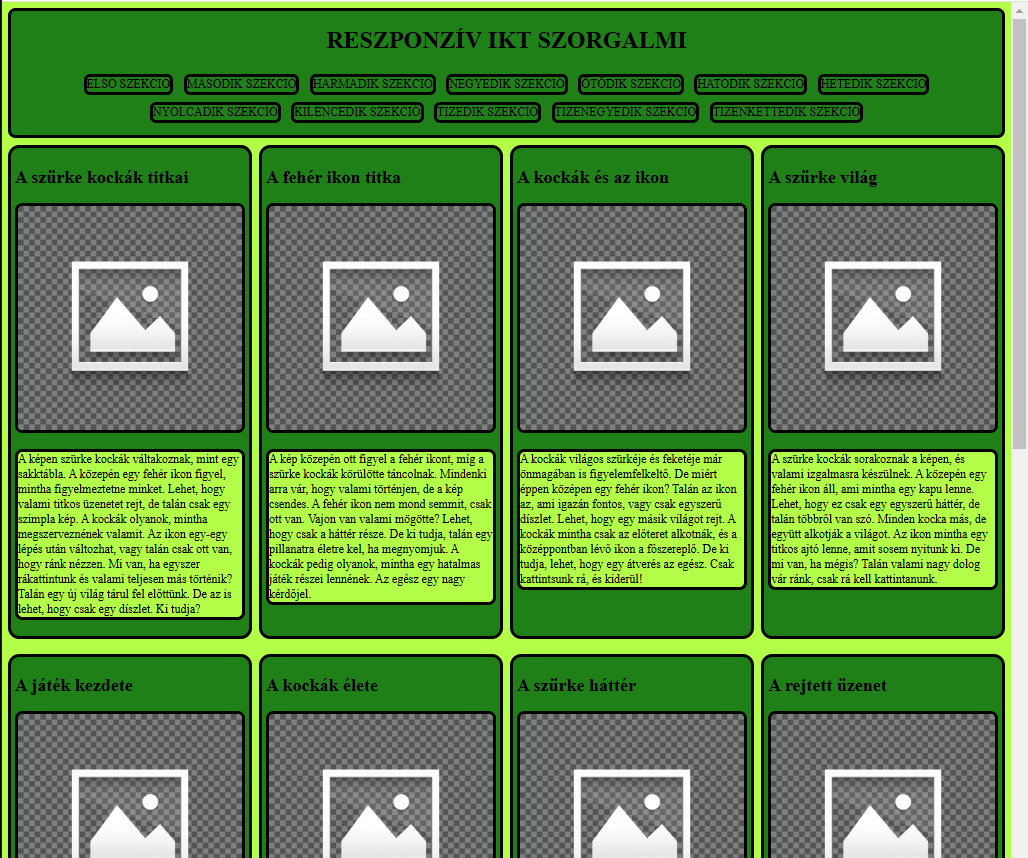 RESZPONZÍV IKT SZORGALMI
ELSŐ SZEKCIÓ MÁSODIK SZEKCIÓ HARMADIK SZEKCIÓ NEGYEDIK SZEKCIÓ ÖTÖDIK SZEKCIÓ HATODIK SZEKCIÓ HETEDIK SZEKCIÓ
NYOLCADIK SZEKCIÓ KILENCEDIK SZEKCIÓ TIZEDIK SZEKCIÓ TIZENEGYEDIK SZEKCIÓ TIZENKETTEDIK SZEKCIÓ
A szürke kockák titkai
A képen szürke kockák váltakoznak, mint egy
sakktábla. A közepén egy fehér ikon figyel,
mintha figyelmeztetne minket. Lehet, hogy
valami titkos üzenetet rejt, de talán csak egy
szimpla kép. A kockák olyanok, mintha
megszerveznének valamit. Az ikon egy-egy
lépés után változhat, vagy talán csak ott van,
hogy ránk nézzen. Mi van, ha egyszer
rákattintunk és valami teljesen más történik?
Talán egy új világ tárul fel előttünk. De az is
lehet, hogy csak egy díszlet. Ki tudja?
A fehér ikon titka
A kép közepén ott figyel a fehér ikont, míg a
szürke kockák körülötte táncolnak. Mindenki
arra vár, hogy valami történjen, de a kép
csendes. A fehér ikon nem mond semmit, csak
ott van. Vajon van valami mögötte? Lehet,
hogy csak a háttér része. De ki tudja, talán egy
pillanatra életre kel, ha megnyomjuk. A
kockák pedig olyanok, mintha egy hatalmas
játék részei lennének. Az egész egy nagy
kérdőjel.
A kockák és az ikon
A kockák világos szürkéje és feketéje már
önmagában is figyelemfelkeltő. De miért
éppen középen egy fehér ikon? Talán az ikon
az, ami igazán fontos, vagy csak egyszerű
díszlet. Lehet, hogy egy másik világot rejt. A
kockák mintha csak az előteret alkotnák, és a
középpontban lévő ikon a főszereplő. De ki
tudja, lehet, hogy egy átverés az egész. Csak
kattintsunk rá, és kiderül!
A szürke világ
A szürke kockák sorakoznak a képen, és
valami izgalmasra készülnek. A közepén egy
fehér ikon áll, ami mintha egy kapu lenne.
Lehet, hogy ez csak egy egyszerű háttér, de
talán többről van szó. Minden kocka más, de
együtt alkotják a világot. Az ikon mintha egy
titkos ajtó lenne, amit sosem nyitunk ki. De
mi van, ha mégis? Talán valami nagy dolog
vár ránk, csak rá kell kattintanunk.
A játék kezdete
A kockák élete
A szürke háttér
A rejtett üzenet